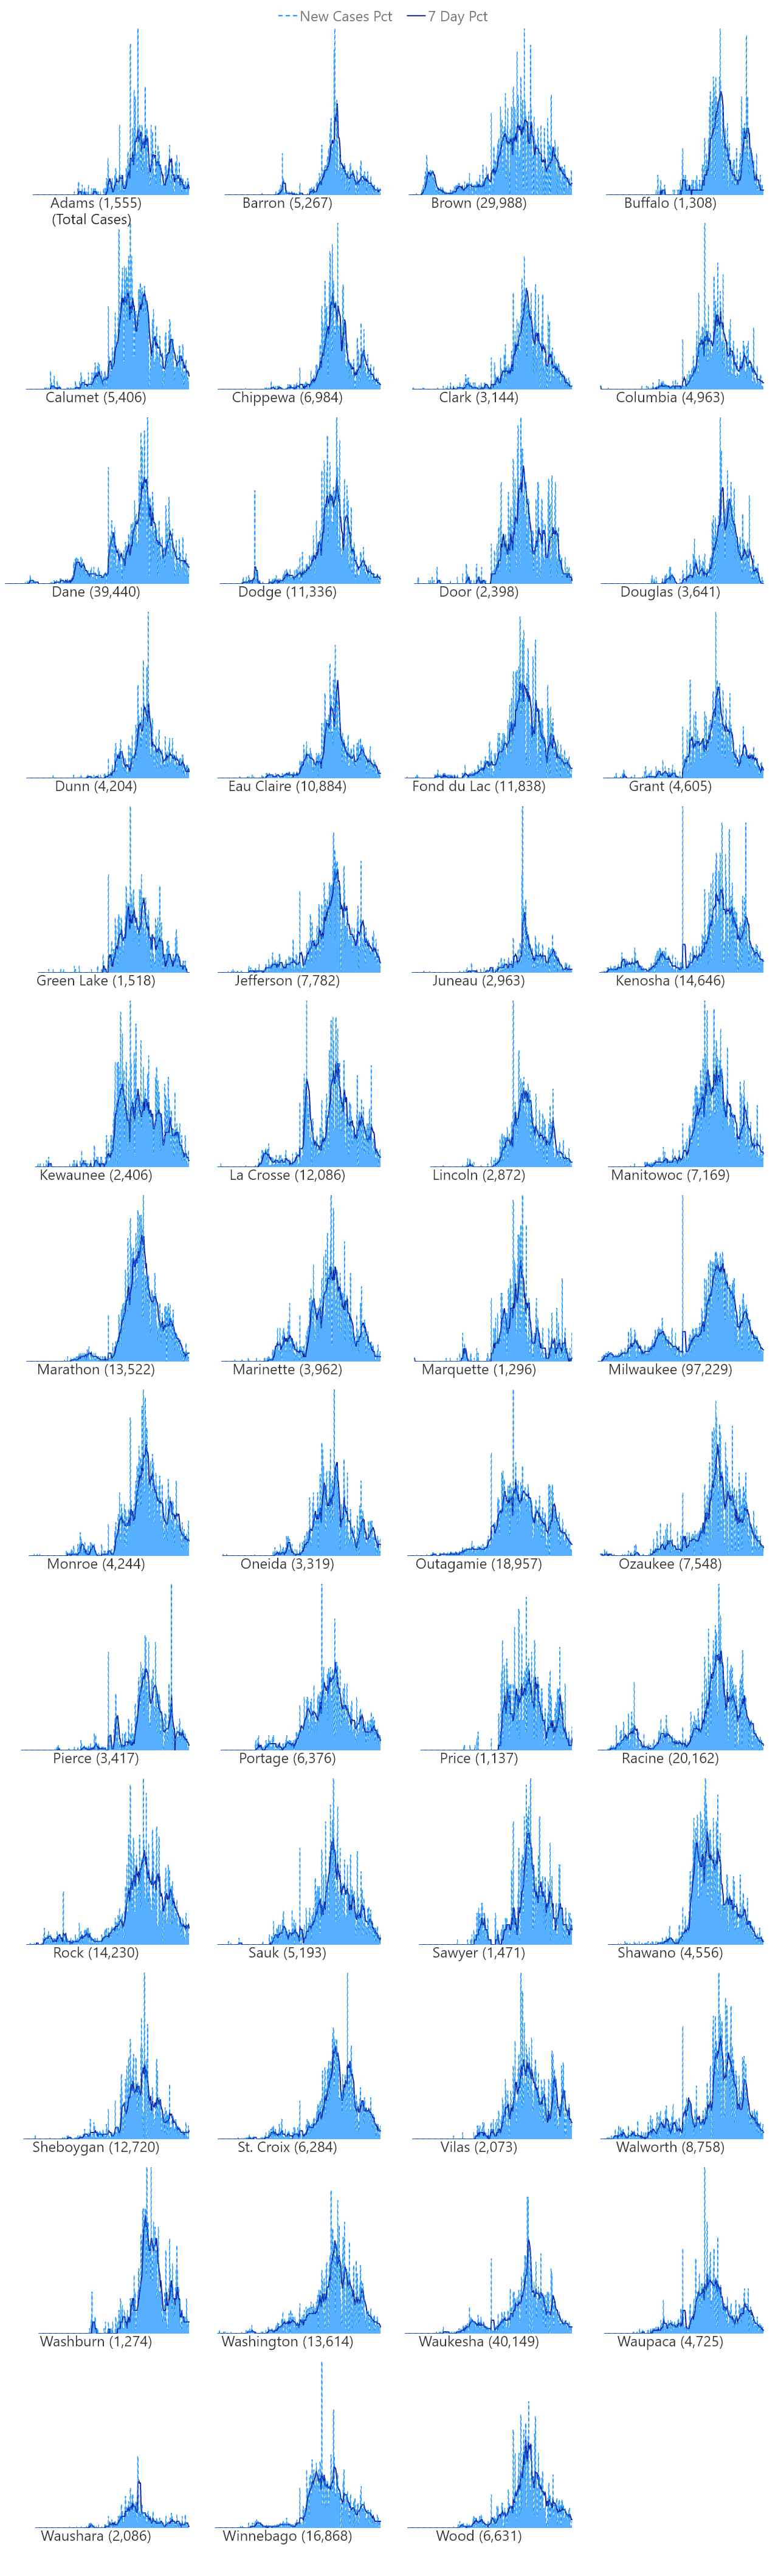 New Cases Pct 7 Day Pct
Adams (1,555) Barron (5,267) Brown (29,988) Buffalo (1,308)
(Total Cases)
Calumet (5,406) Chippewa (6,984) Clark (3,144) Columbia (4,963)
Dane (39,440) Dodge (11,336) Door (2,398) Douglas (3,641)
Dunn (4,204) Eau Claire (10,884) Fond du Lac (11,838) Grant (4,605)
Green Lake (1,518) Jefferson (7,782) Juneau (2,963) Kenosha (14,646)
Kewaunee (2,406) La Crosse (12,086) Lincoln (2,872) Manitowoc (7,169)
Marathon (13,522) Marinette (3,962) Marquette (1,296) Milwaukee (97,229)
Monroe (4,244) Oneida (3,319) Outagamie (18,957) Ozaukee (7,548)
Pierce (3,417) Portage (6,376) Price (1,137) Racine (20,162)
Rock (14,230) Sauk (5,193) Sawyer (1,471) Shawano (4,556)
Sheboygan (12,720) St. Croix (6,284) Vilas (2,073) Walworth (8,758)
Washburn (1,274) Washington (13,614) Waukesha (40,149) Waupaca (4,725)
Waushara (2,086) Winnebago (16,868) Wood (6,631)